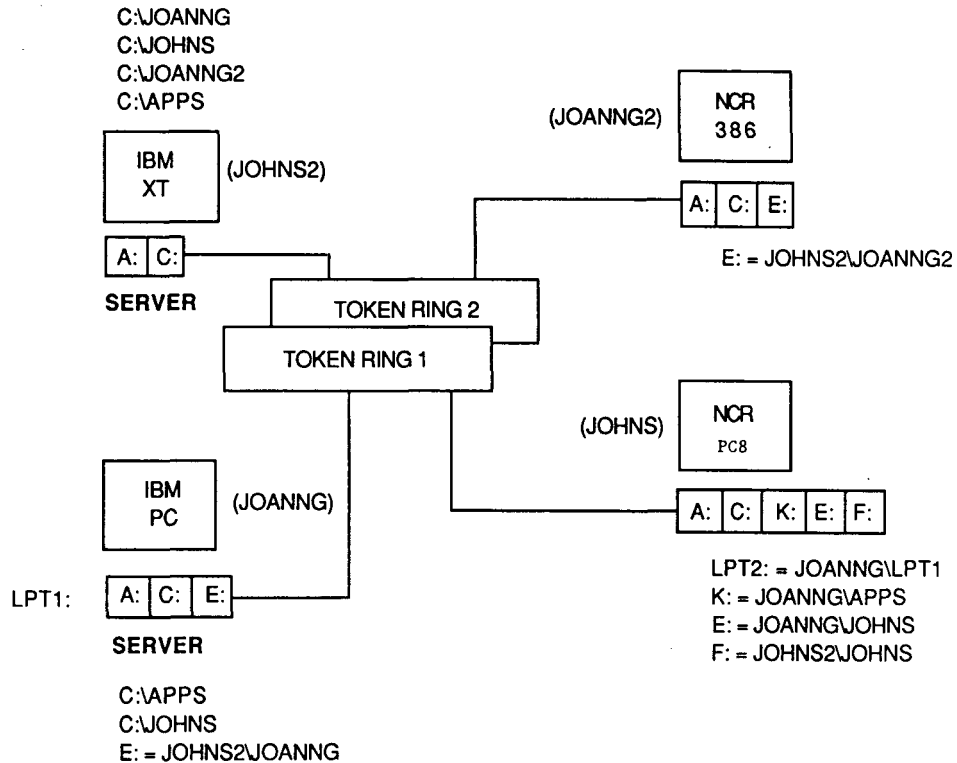 C:\JOANNG
C:\JOHNS
C:\JOANNG2
C:\APPS
IBM
XT
(JOHNS2)
A: C:
SERVER
(JOANNG2)
NCR
386
A: C: E:
E: = JOHNS2\JOANNG2
TOKEN RING 2
TOKEN RING 1
(JOHNS)
NCR
PC8
A: C: K: E: F:
LPT2: = JOANNG\LPT1
K: = JOANNG\APPS
E: = JOANNG\JOHNS
F: = JOHNS2\JOHNS
IBM
PC
(JOANNG)
LPT1:
A: C: E:
SERVER
C:\APPS
C:\JOHNS
E: = JOHNS2\JOANNG